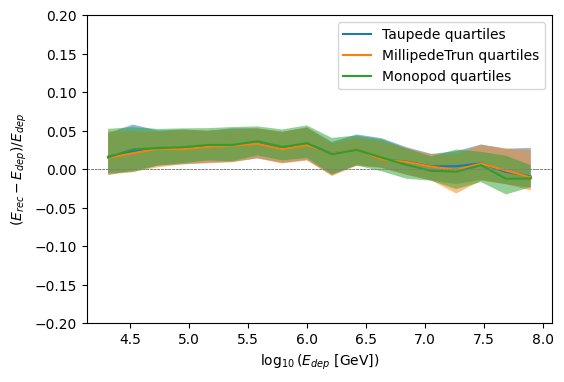 0.20
0.15
0.10
0.05
0.00
−0.05
−0.10
−0.15
−0.20
(E_rec − E_dep)/E_dep
Taupede quartiles
MillipedeTrun quartiles
Monopod quartiles
4.5 5.0 5.5 6.0 6.5 7.0 7.5 8.0
log₁₀(E_dep [GeV])